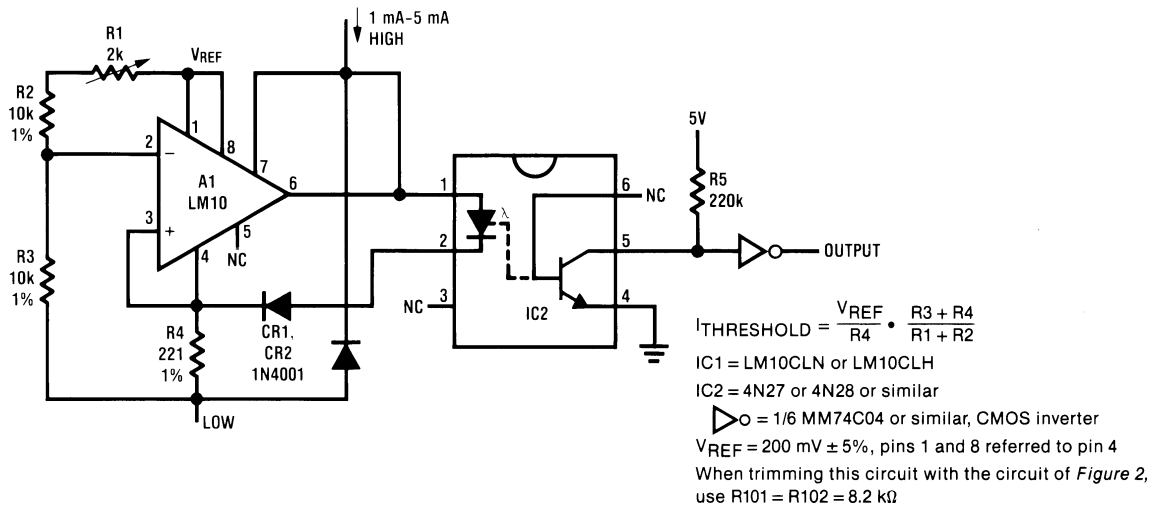 1 mA-5 mA
HIGH
R1
2k
VREF
R2
10k
1%
1
8
2
−
7
A1
LM10
6
3
+
5
NC
4
R3
10k
1%
R4
221
1%
CR1,
CR2
1N4001
LOW
1
λ
2
NC
3
IC2
6
NC
5
4
5V
R5
220k
OUTPUT
ITHRESHOLD = VREF/R4 • R3 + R4/R1 + R2
IC1 = LM10CLN or LM10CLH
IC2 = 4N27 or 4N28 or similar
= 1/6 MM74C04 or similar, CMOS inverter
VREF = 200 mV ± 5%, pins 1 and 8 referred to pin 4
When trimming this circuit with the circuit of Figure 2,
use R101 = R102 = 8.2 kΩ